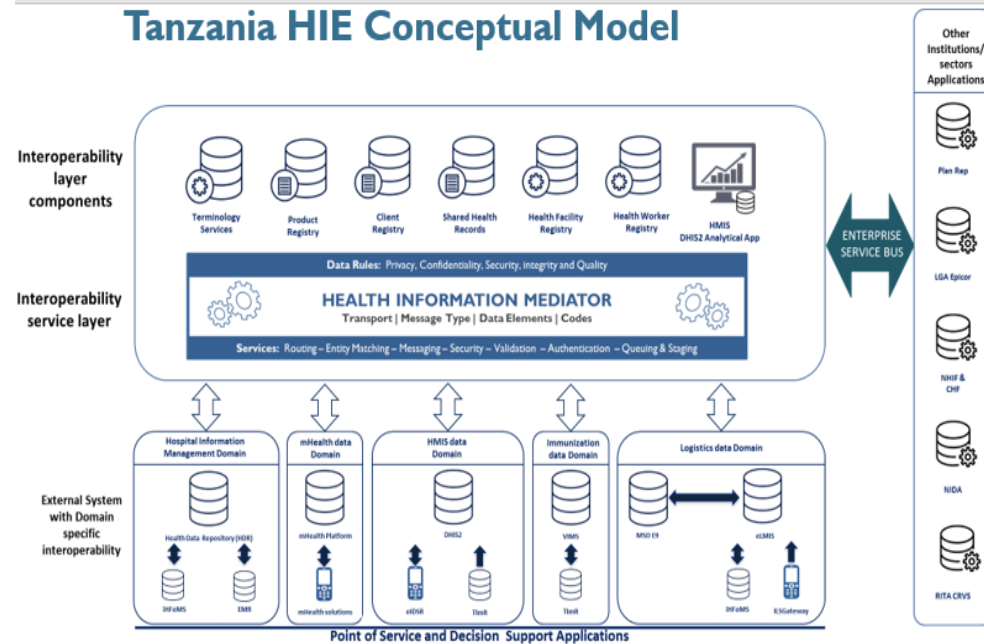 Tanzania HIE Conceptual Model
Other
Institutions/
sectors
Applications
Interoperability
layer
components
Terminology
Services
Product
Registry
Client
Registry
Shared Health
Records
Health Facility
Registry
Health Worker
Registry
HMIS
DHIS2 Analytical App
Plan Rep
ENTERPRISE
SERVICE BUS
LGA Epicor
Interoperability
service layer
Data Rules: Privacy, Confidentiality, Security, integrity and Quality
HEALTH INFORMATION MEDIATOR
Transport | Message Type | Data Elements | Codes
Services: Routing – Entity Matching – Messaging – Security – Validation – Authentication – Queuing & Staging
NHIF &
CHF
NIDA
RITA CRVS
External System
with Domain
specific
interoperability
Hospital Information
Management Domain
Health Data Repository (HDR)
EMR
mHealth data
Domain
mHealth Platform
mHealth solutions
HMIS data
Domain
DHIS2
eIDSR
TImR
Immunization
data Domain
VIMS
TImR
Logistics data Domain
MSD E9
eLMIS
ILSGateway
Point of Service and Decision Support Applications